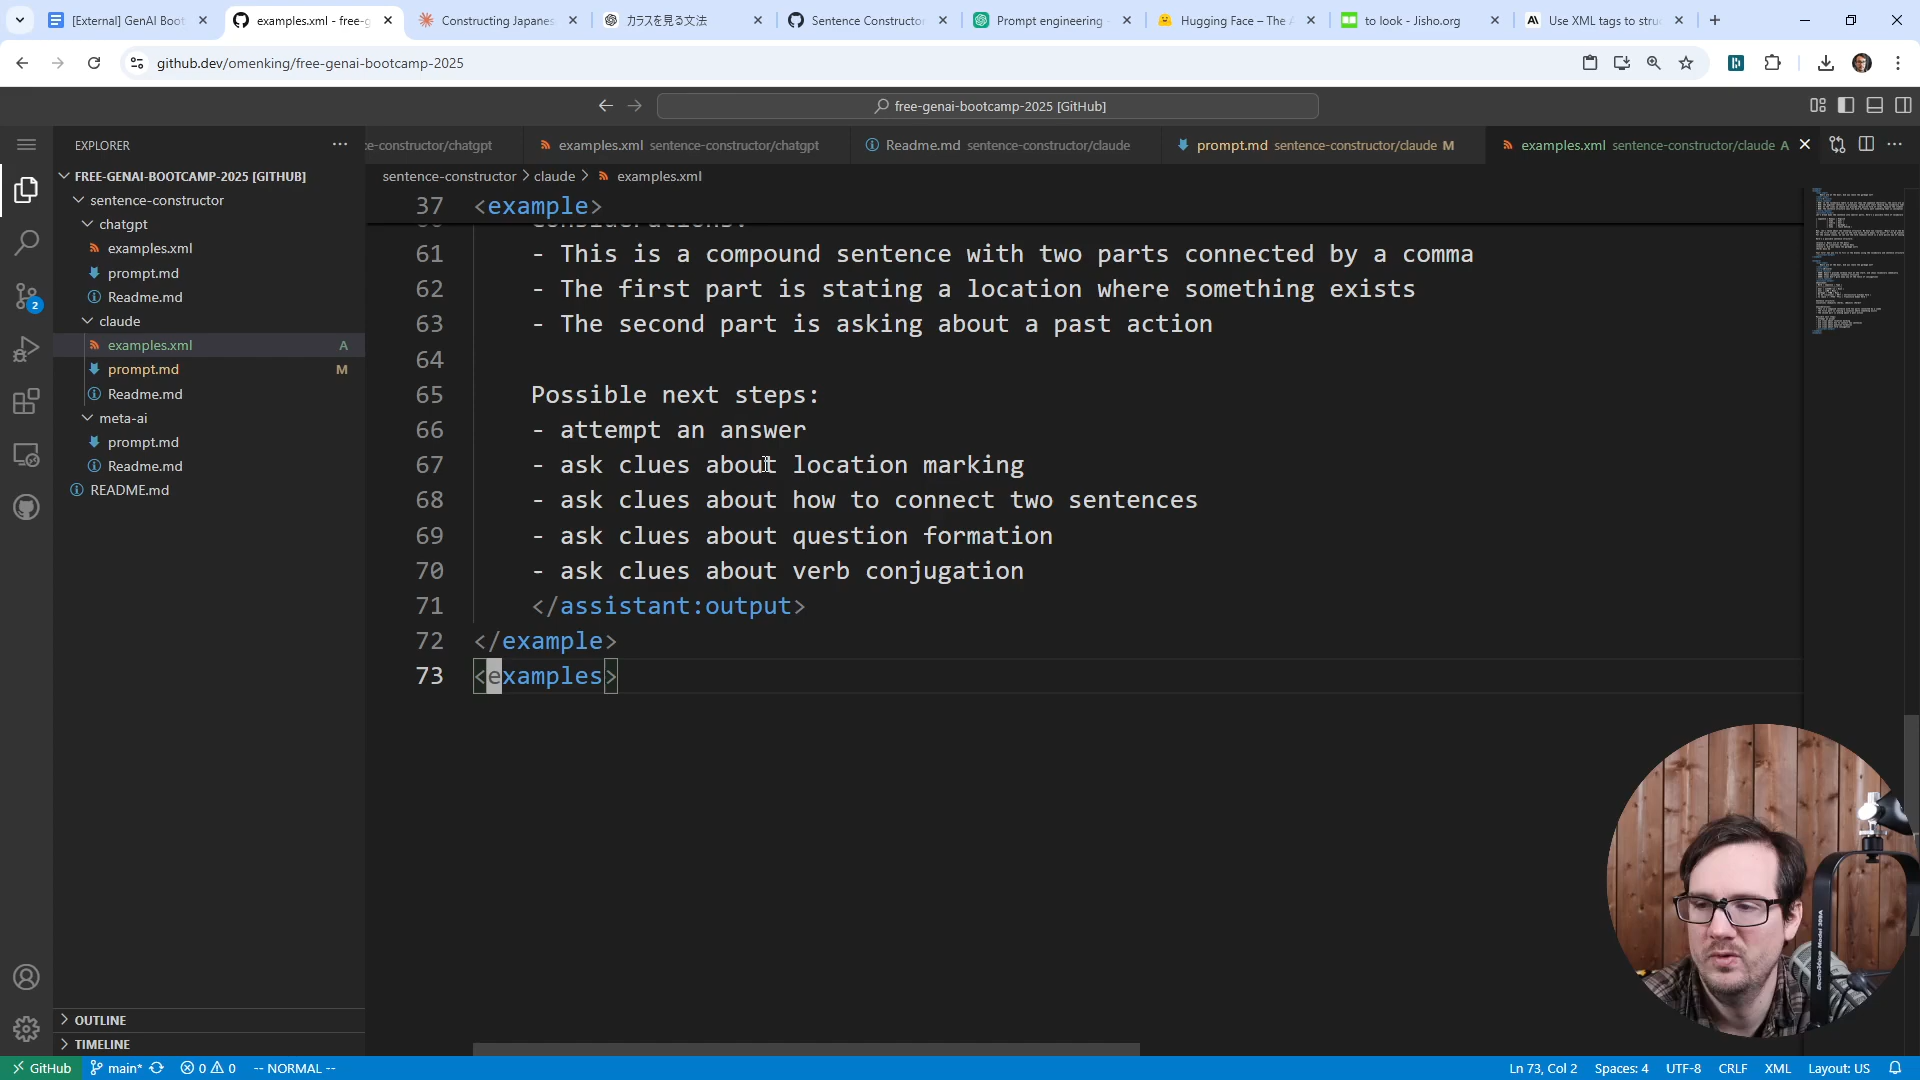 [External] GenAI Boot
examples.xml - free-g
Constructing Japanes
カラスを見る文法
Sentence Constructor
Prompt engineering
Hugging Face – The A
to look - Jisho.org
Use XML tags to stru
github.dev/omenking/free-genai-bootcamp-2025
free-genai-bootcamp-2025 [GitHub]
EXPLORER
ce-constructor/chatgpt
examples.xml sentence-constructor/chatgpt
Readme.md sentence-constructor/claude
prompt.md sentence-constructor/claude M
examples.xml sentence-constructor/claude A
FREE-GENAI-BOOTCAMP-2025 [GITHUB]
sentence-constructor
chatgpt
examples.xml
prompt.md
Readme.md
claude
examples.xml A
prompt.md M
Readme.md
meta-ai
prompt.md
Readme.md
README.md
2
OUTLINE
TIMELINE
sentence-constructor > claude > examples.xml
37 <example>
60 Considerations:
61 - This is a compound sentence with two parts connected by a comma
62 - The first part is stating a location where something exists
63 - The second part is asking about a past action
64
65 Possible next steps:
66 - attempt an answer
67 - ask clues about location marking
68 - ask clues about how to connect two sentences
69 - ask clues about question formation
70 - ask clues about verb conjugation
71 </assistant:output>
72 </example>
73 <examples>
GitHub main* 0 0 -- NORMAL --
Ln 73, Col 2 Spaces: 4 UTF-8 CRLF XML Layout: US